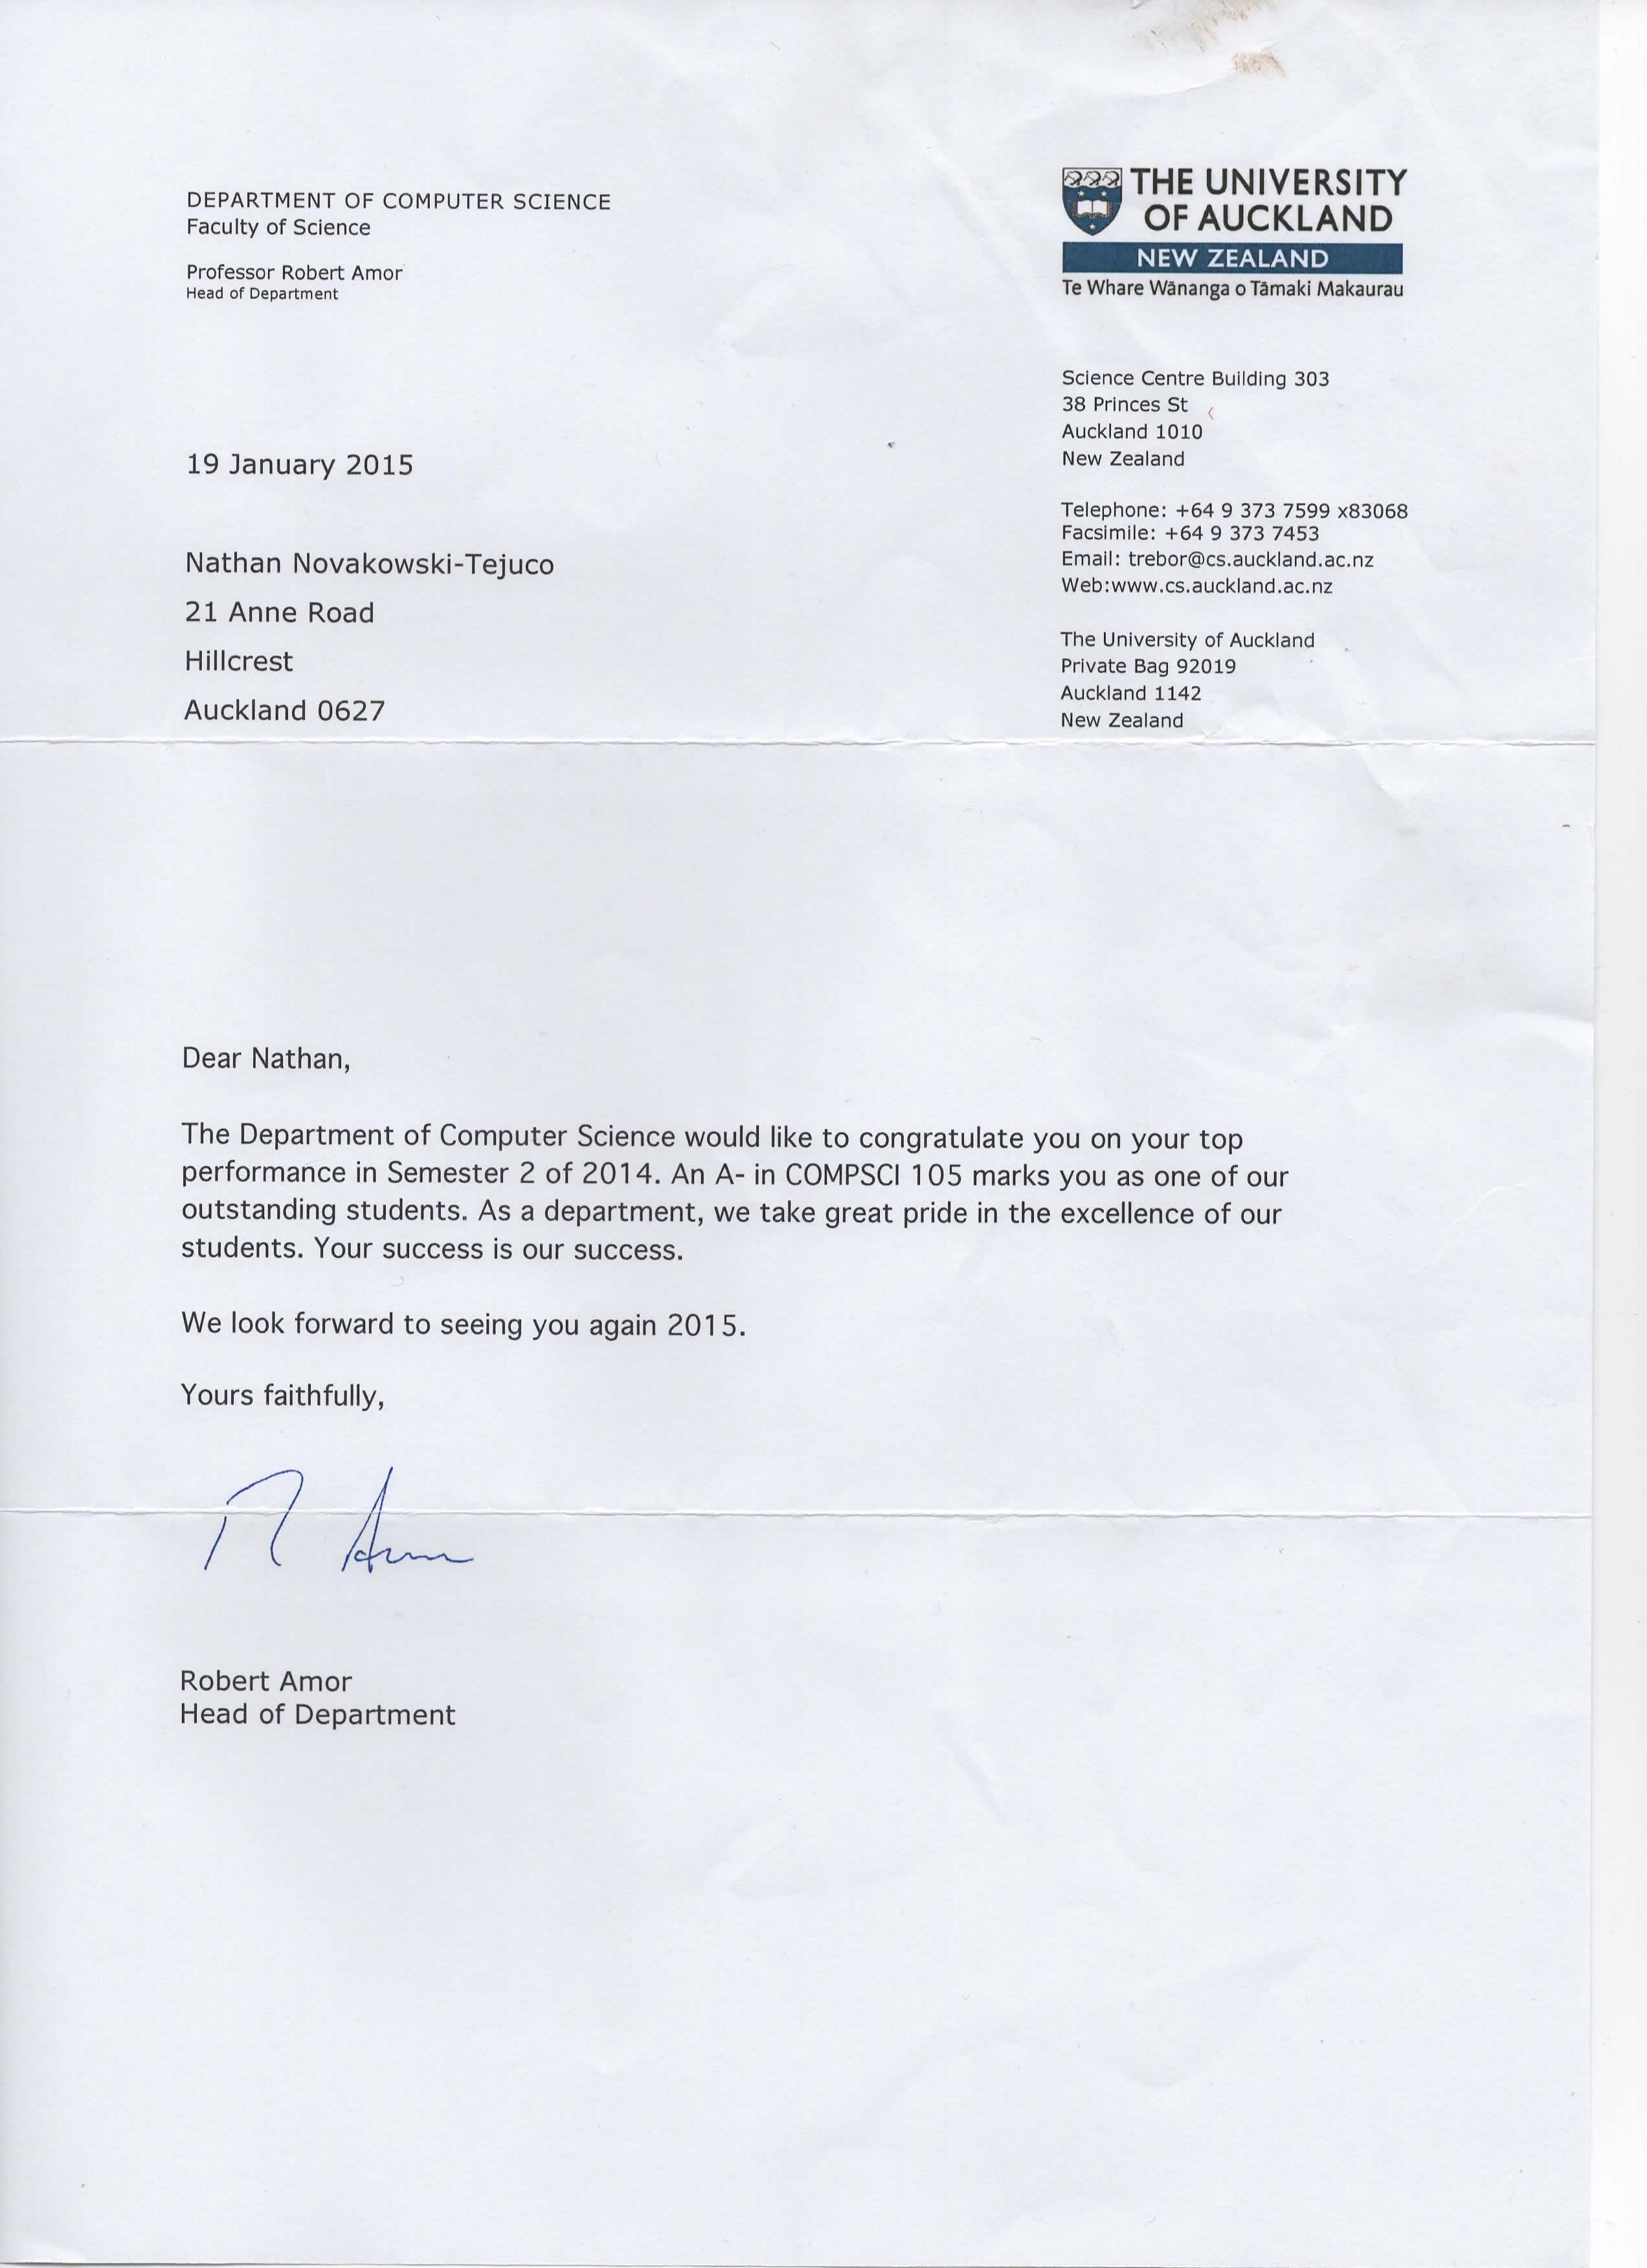 DEPARTMENT OF COMPUTER SCIENCE
Faculty of Science
Professor Robert Amor
Head of Department
THE UNIVERSITY
OF AUCKLAND
NEW ZEALAND
Te Whare Wānanga o Tāmaki Makaurau
Science Centre Building 303
38 Princes St
Auckland 1010
New Zealand
Telephone: +64 9 373 7599 x83068
Facsimile: +64 9 373 7453
Email: trebor@cs.auckland.ac.nz
Web:www.cs.auckland.ac.nz
The University of Auckland
Private Bag 92019
Auckland 1142
New Zealand
19 January 2015
Nathan Novakowski-Tejuco
21 Anne Road
Hillcrest
Auckland 0627
Dear Nathan,
The Department of Computer Science would like to congratulate you on your top
performance in Semester 2 of 2014. An A- in COMPSCI 105 marks you as one of our
outstanding students. As a department, we take great pride in the excellence of our
students. Your success is our success.
We look forward to seeing you again 2015.
Yours faithfully,
R Amor
Robert Amor
Head of Department